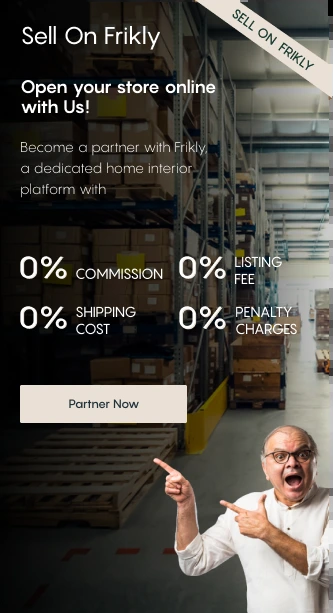 SELL ON FRIKLY
Sell On Frikly
Open your store online
with Us!
Become a partner with Frikly,
a dedicated home interior
platform with
0% COMMISSION
0% LISTING
FEE
0% SHIPPING
COST
0% PENALTY
CHARGES
Partner Now